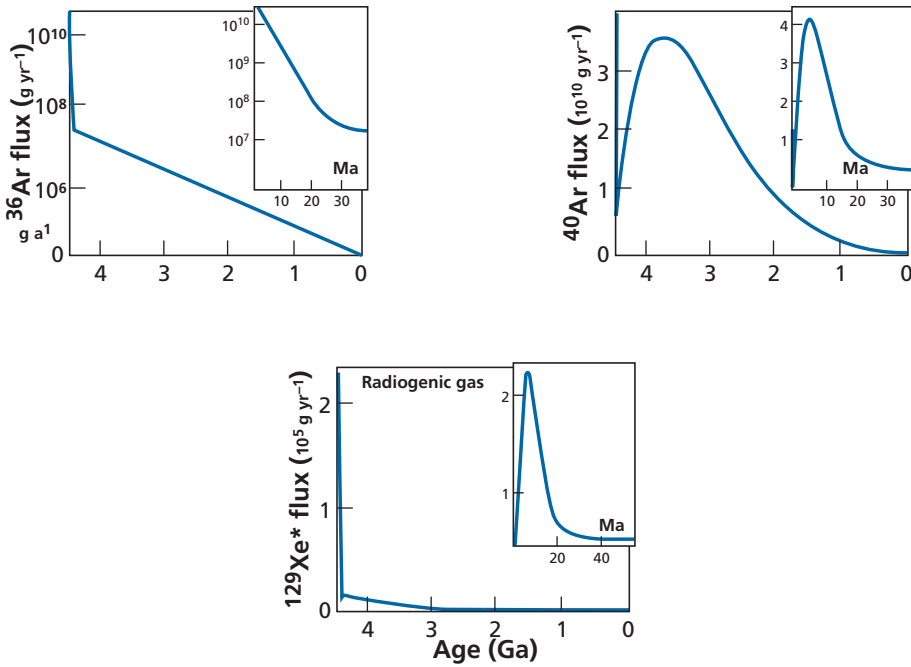 ³⁶Ar flux (g yr⁻¹)
g a¹
10¹⁰
10⁸
10⁶
0
4 3 2 1 0
10¹⁰
10⁹
10⁸
10⁷
Ma
10 20 30
⁴⁰Ar flux (10¹⁰ g yr⁻¹)
3
2
1
0
4 3 2 1 0
4
3
2
1
Ma
10 20 30
¹²⁹Xe* flux (10⁵ g yr⁻¹)
Radiogenic gas
2
1
0
4 3 2 1 0
2
1
Ma
20 40
Age (Ga)